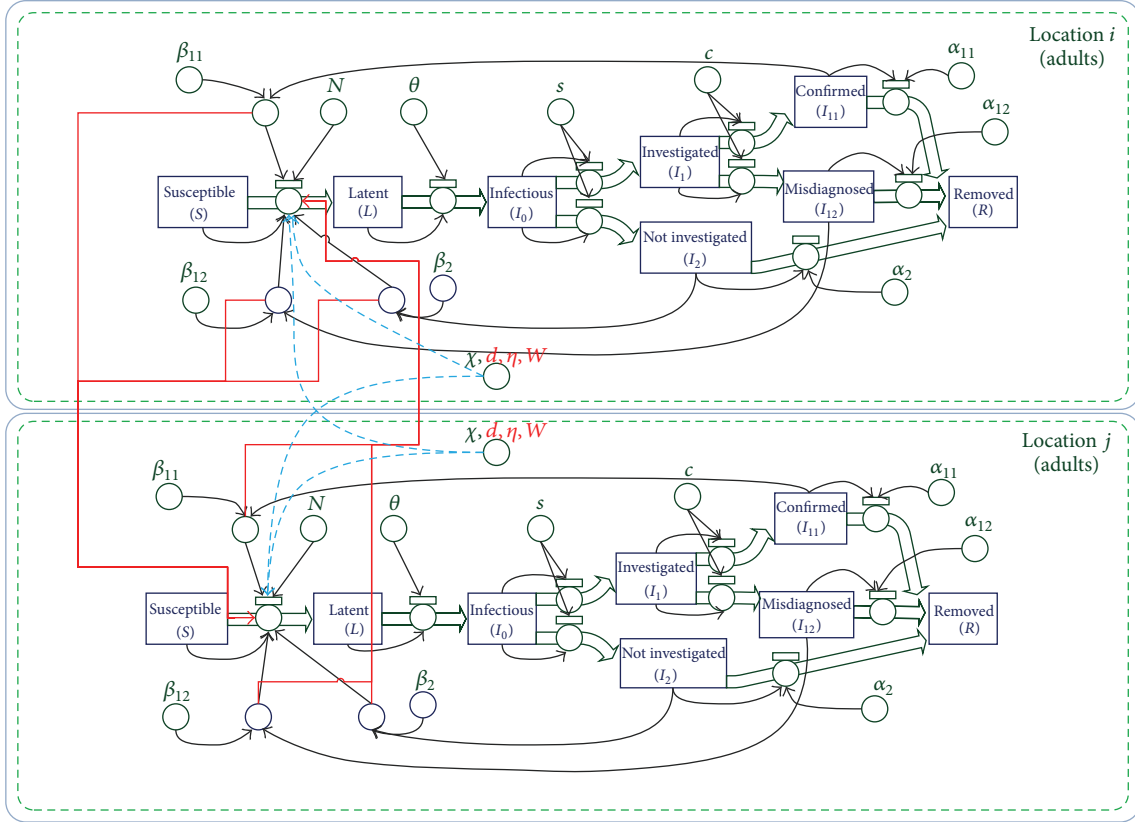 Location i
(adults)
β11
N
θ
s
c
α11
α12
Confirmed
(I11)
Investigated
(I1)
Susceptible
(S)
Latent
(L)
Infectious
(I0)
Misdiagnosed
(I12)
Removed
(R)
Not investigated
(I2)
β12
β2
α2
χ, d, η, W
χ, d, η, W
Location j
(adults)
β11
N
θ
s
c
α11
α12
Confirmed
(I11)
Investigated
(I1)
Susceptible
(S)
Latent
(L)
Infectious
(I0)
Misdiagnosed
(I12)
Removed
(R)
Not investigated
(I2)
β12
β2
α2